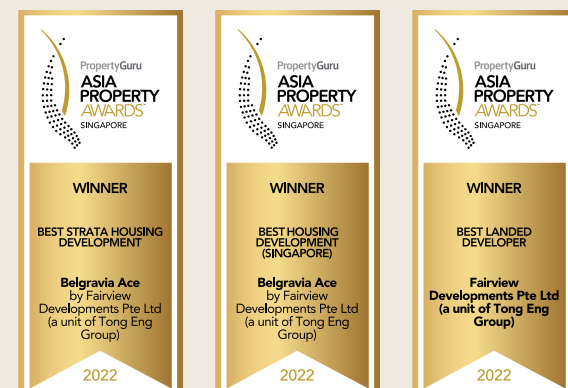 PropertyGuru
ASIA
PROPERTY
AWARDS™
SINGAPORE
WINNER
BEST STRATA HOUSING
DEVELOPMENT
Belgravia Ace
by Fairview
Developments Pte Ltd
(a unit of Tong Eng
Group)
2022
PropertyGuru
ASIA
PROPERTY
AWARDS™
SINGAPORE
WINNER
BEST HOUSING
DEVELOPMENT
(SINGAPORE)
Belgravia Ace
by Fairview
Developments Pte Ltd
(a unit of Tong Eng
Group)
2022
PropertyGuru
ASIA
PROPERTY
AWARDS™
SINGAPORE
WINNER
BEST LANDED
DEVELOPER
Fairview
Developments Pte Ltd
(a unit of Tong Eng
Group)
2022